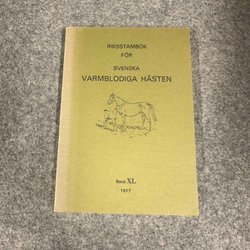 RIKSSTAMBOK
FÖR
SVENSKA
VARMBLODIGA HÄSTEN
Band XL
1977